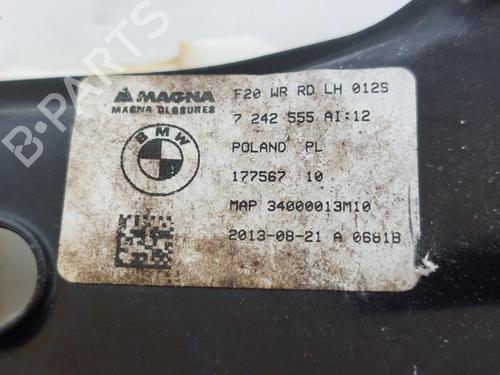 MAGNA
MAGNA CLOSURES
BMW
F20 WR RD LH 012S
7 242 555 AI:12
POLAND PL
177567 10
MAP 34000013M10
2013-08-21 A 0681B
B-PARTS